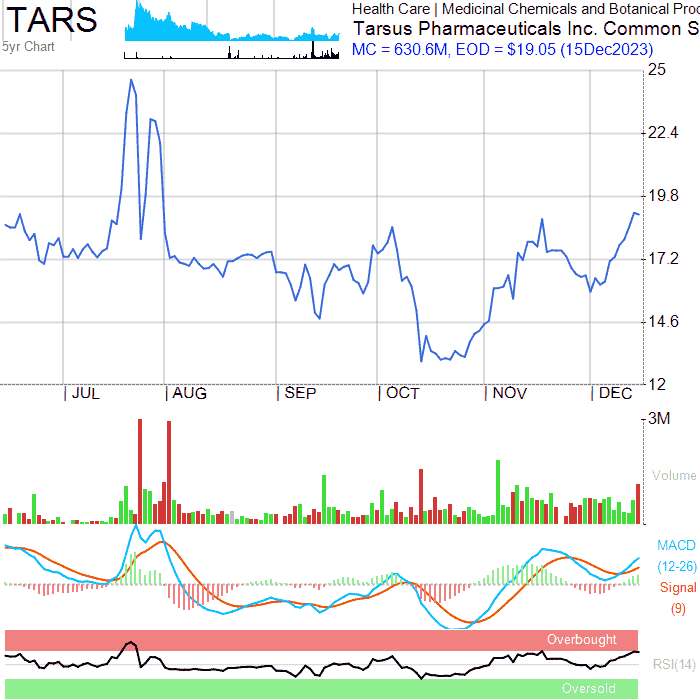 TARS
5yr Chart
Health Care | Medicinal Chemicals and Botanical Proc
Tarsus Pharmaceuticals Inc. Common S
MC = 630.6M, EOD = $19.05 (15Dec2023)
25
22.4
19.8
17.2
14.6
12
JUL
AUG
SEP
OCT
NOV
DEC
3M
Volume
MACD
(12-26)
Signal
(9)
Overbought
RSI(14)
Oversold